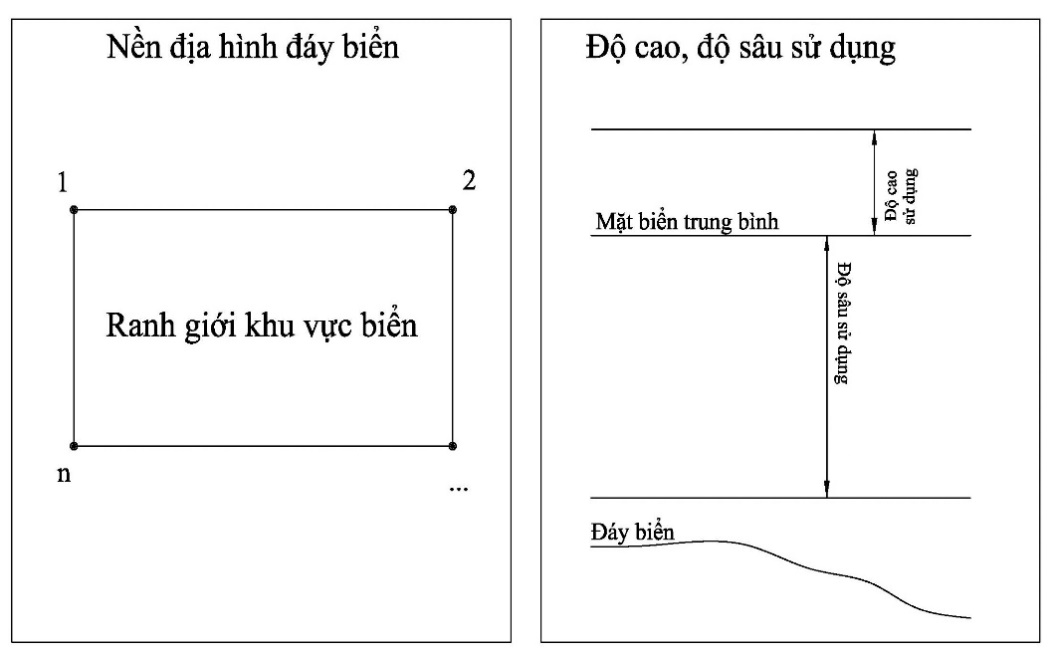 Nền địa hình đáy biển
1
2
Ranh giới khu vực biển
n
...
Độ cao, độ sâu sử dụng
Độ cao
sử dụng
Mặt biển trung bình
Độ sâu sử dụng
Đáy biển